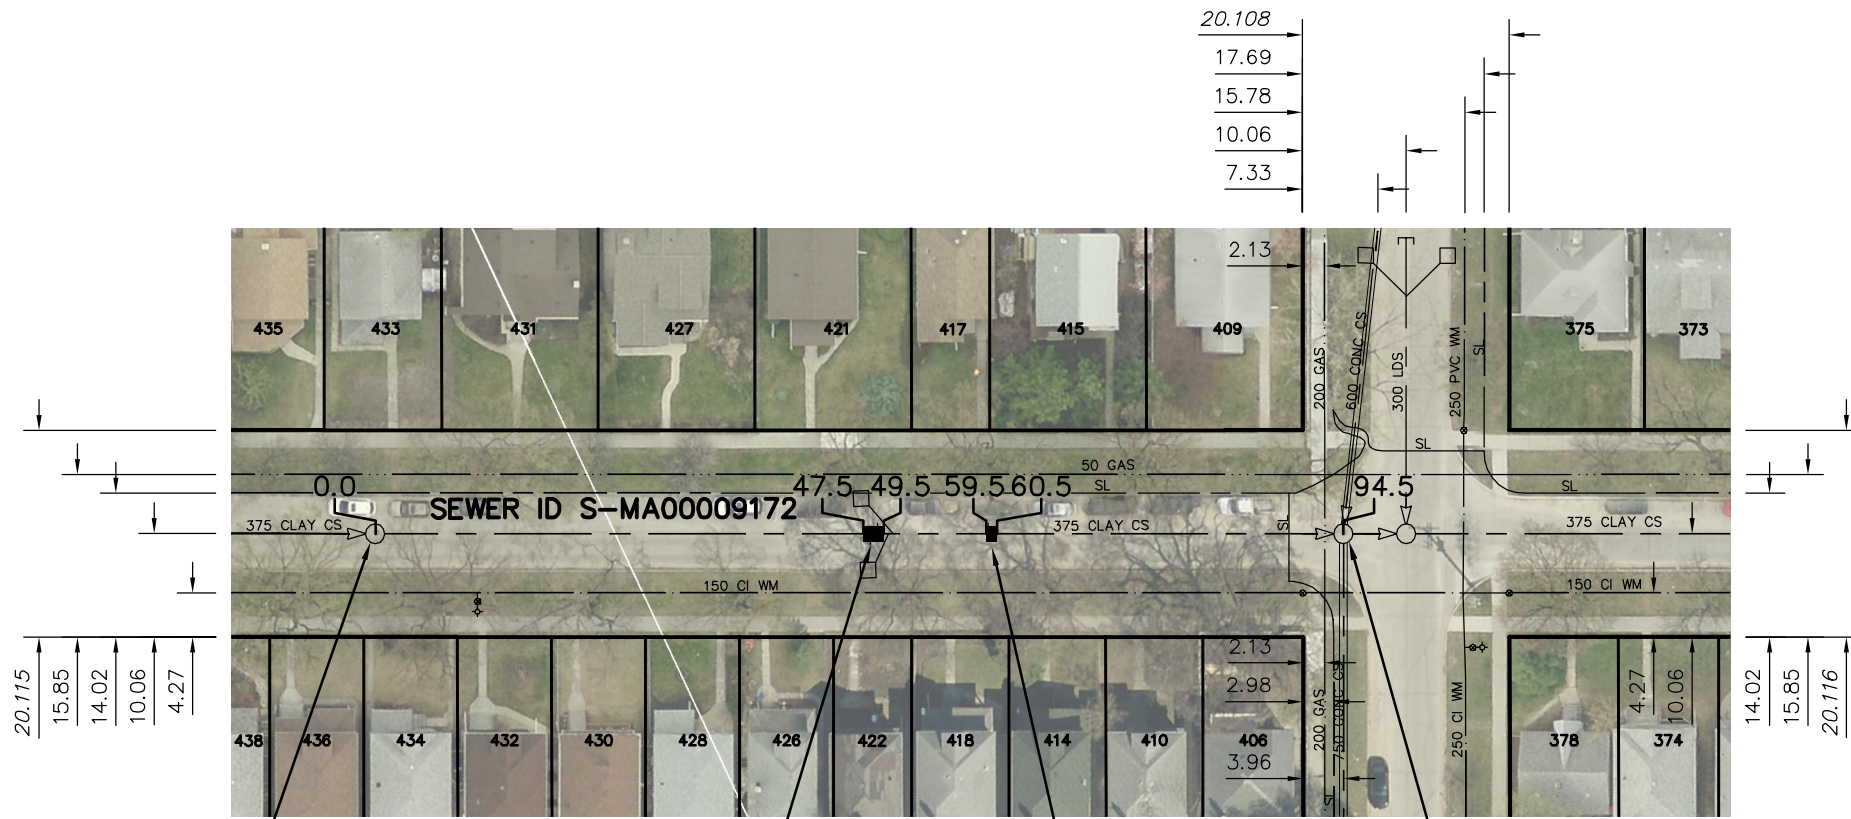 20.108
17.69
15.78
10.06
7.33
2.13
435
433
431
427
421
417
415
409
375
373
200 GAS
600 CONC CS
300 LDS
250 PVC WM
SL
SL
50 GAS
0.0
SEWER ID S-MA00009172
47.5
49.5
59.5
60.5
SL
94.5
SL
375 CLAY CS
375 CLAY CS
SL
375 CLAY CS
150 CI WM
150 CI WM
20.115
15.85
14.02
10.06
4.27
2.13
2.98
3.96
200 GAS
750 CONC CS
SL
250 CI WM
4.27
10.06
14.02
15.85
20.116
438
436
434
432
430
428
426
422
418
414
410
406
378
374